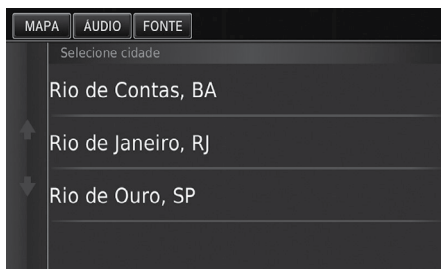 MAPA ÁUDIO FONTE
Selecione cidade
Rio de Contas, BA
Rio de Janeiro, RJ
Rio de Ouro, SP